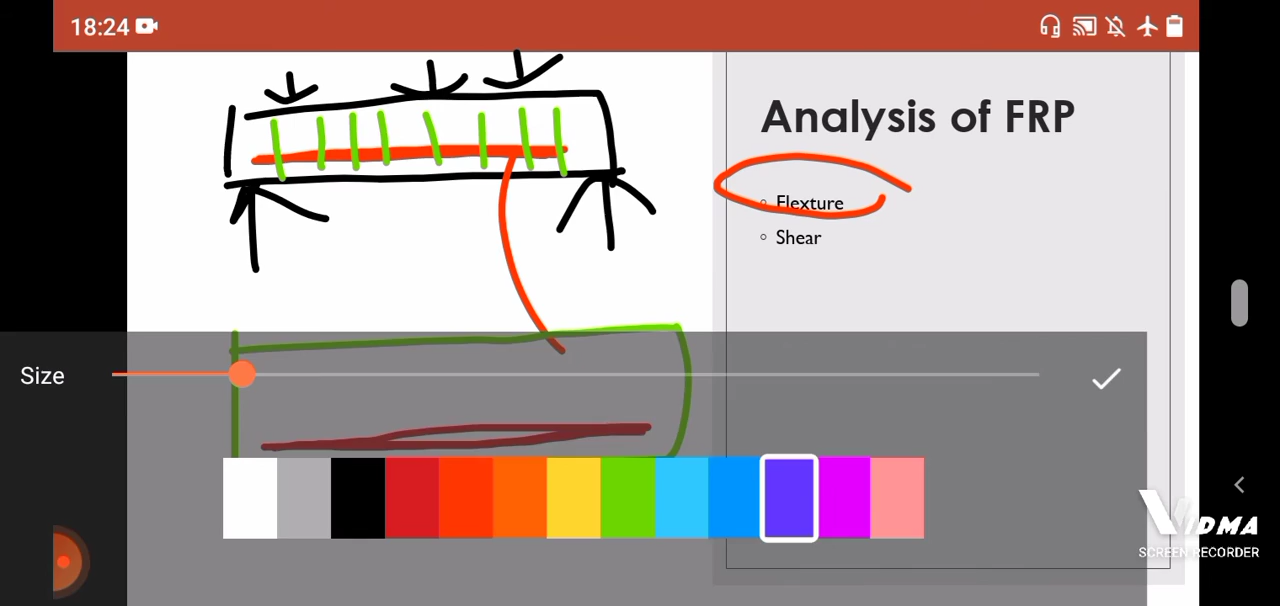 18:24
Analysis of FRP
Flexture
Shear
Size
VIDMA
SCREEN RECORDER